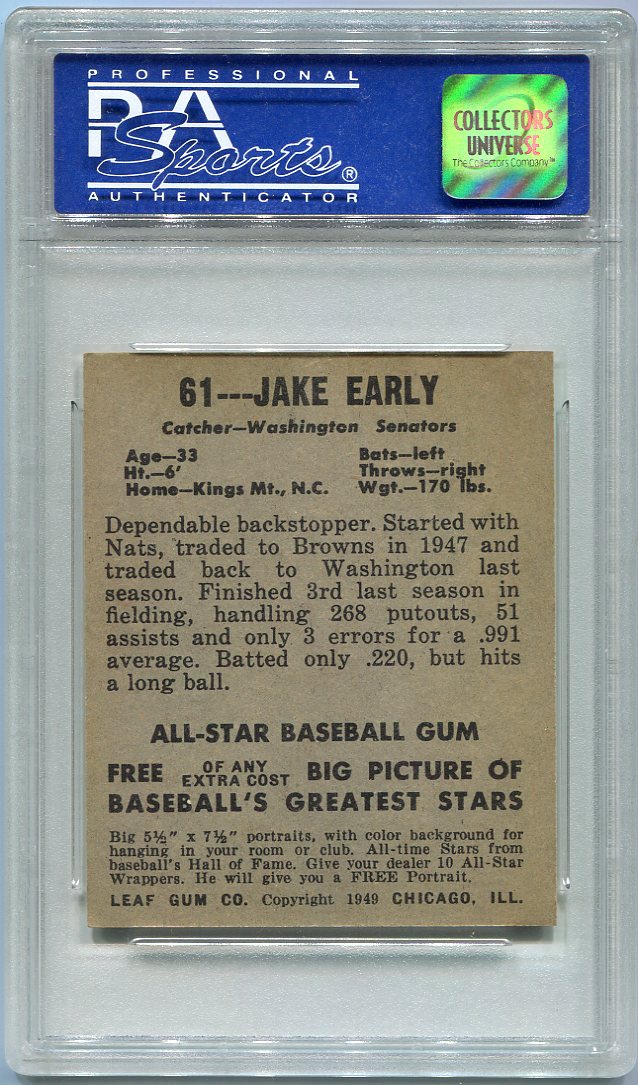 PROFESSIONAL
PSA
Sports®
AUTHENTICATOR
COLLECTORS
UNIVERSE
The Collectors Company™
61---JAKE EARLY
Catcher—Washington Senators
Age—33 Bats—left
Ht.—6' Throws—right
Home—Kings Mt., N.C. Wgt.—170 lbs.
Dependable backstopper. Started with
Nats, traded to Browns in 1947 and
traded back to Washington last
season. Finished 3rd last season in
fielding, handling 268 putouts, 51
assists and only 3 errors for a .991
average. Batted only .220, but hits
a long ball.
ALL-STAR BASEBALL GUM
FREE OF ANY EXTRA COST BIG PICTURE OF
BASEBALL'S GREATEST STARS
Big 5½" x 7½" portraits, with color background for
hanging in your room or club. All-time Stars from
baseball's Hall of Fame. Give your dealer 10 All-Star
Wrappers. He will give you a FREE Portrait.
LEAF GUM CO. Copyright 1949 CHICAGO, ILL.